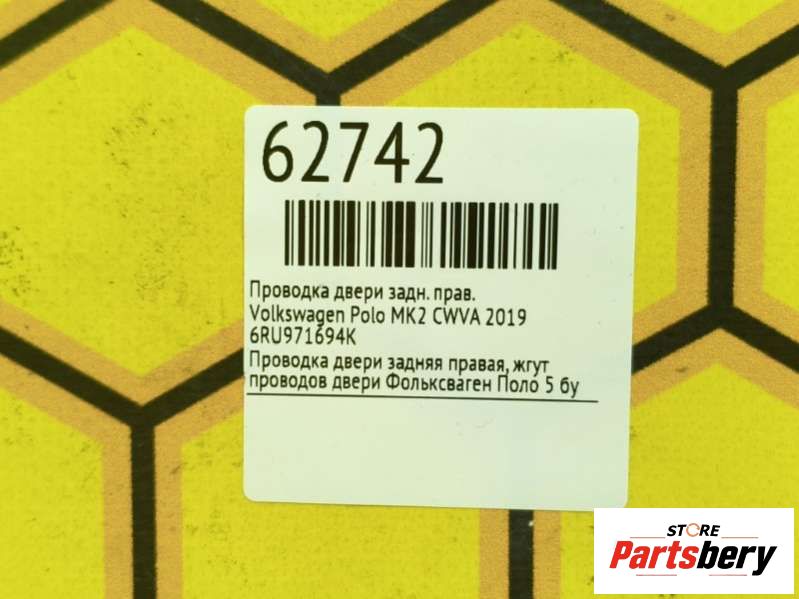 62742
Проводка двери задн. прав.
Volkswagen Polo MK2 CWVA 2019
6RU971694K
Проводка двери задняя правая, жгут
проводов двери Фольксваген Поло 5 бу
STORE
Partsbery